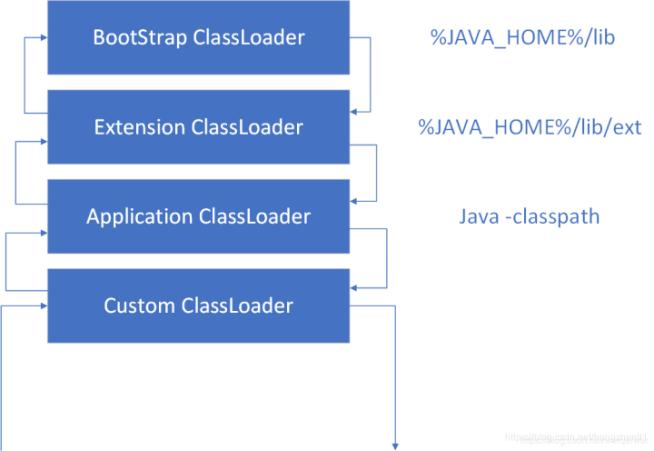 BootStrap ClassLoader
%JAVA_HOME%/lib
Extension ClassLoader
%JAVA_HOME%/lib/ext
Application ClassLoader
Java -classpath
Custom ClassLoader